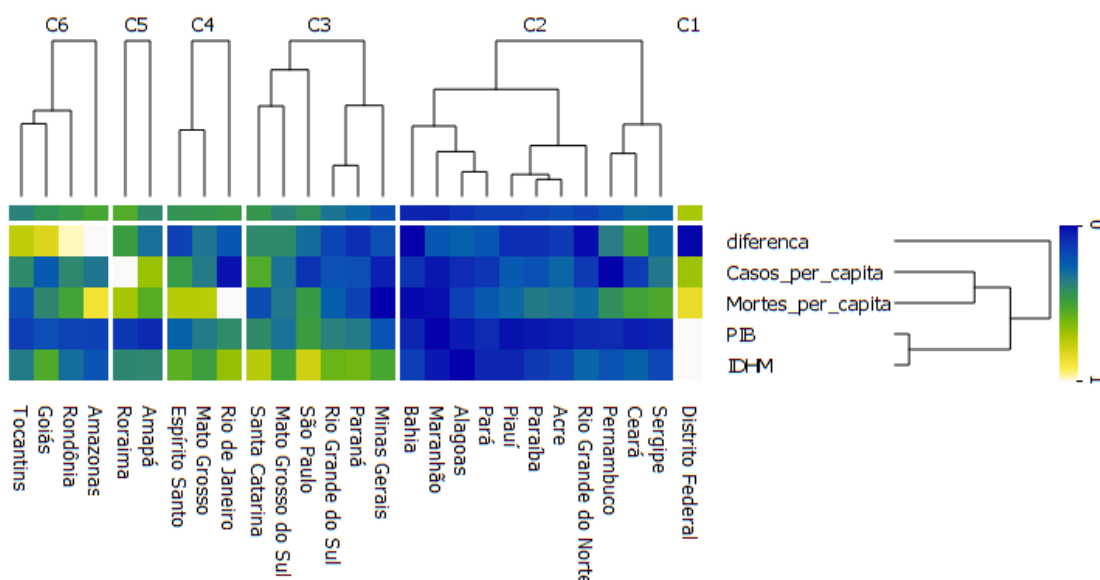 C6
C5
C4
C3
C2
C1
diferenca
Casos_per_capita
Mortes_per_capita
PIB
IDHM
0
1
Tocantins
Goiás
Rondônia
Amazonas
Roraima
Amapá
Espírito Santo
Mato Grosso
Rio de Janeiro
Santa Catarina
Mato Grosso do Sul
São Paulo
Rio Grande do Sul
Paraná
Minas Gerais
Bahia
Maranhão
Alagoas
Pará
Piauí
Paraíba
Acre
Rio Grande do Norte
Pernambuco
Ceará
Sergipe
Distrito Federal